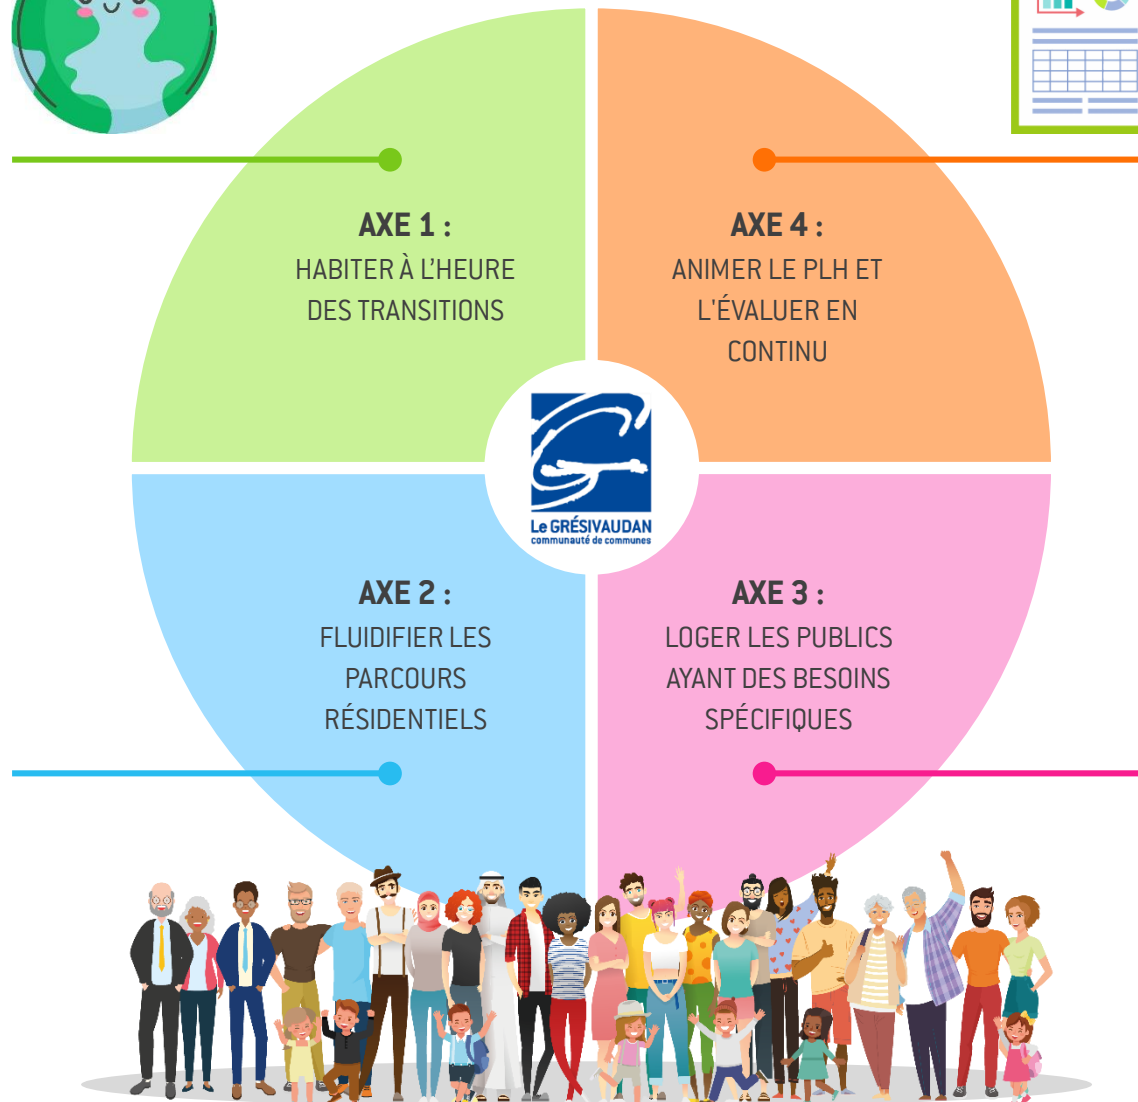 AXE 1 :
HABITER À L'HEURE
DES TRANSITIONS
AXE 4 :
ANIMER LE PLH ET
L'ÉVALUER EN
CONTINU
Le GRÉSIVAUDAN
communauté de communes
AXE 2 :
FLUIDIFIER LES
PARCOURS
RÉSIDENTIELS
AXE 3 :
LOGER LES PUBLICS
AYANT DES BESOINS
SPÉCIFIQUES